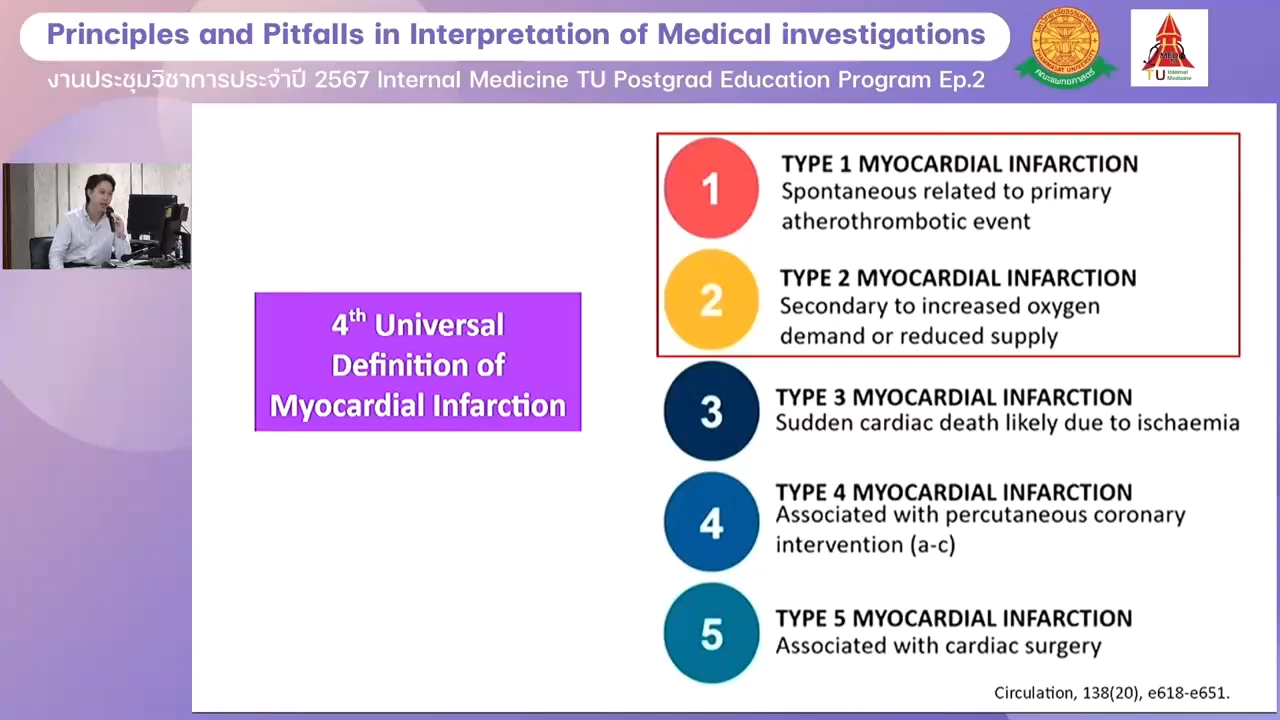 Principles and Pitfalls in Interpretation of Medical investigations
งานประชุมวิชาการประจำปี 2567 Internal Medicine TU Postgrad Education Program Ep.2
MED
TU Internal
Medicine
4th Universal
Definition of
Myocardial Infarction
1
TYPE 1 MYOCARDIAL INFARCTION
Spontaneous related to primary
atherothrombotic event
2
TYPE 2 MYOCARDIAL INFARCTION
Secondary to increased oxygen
demand or reduced supply
3
TYPE 3 MYOCARDIAL INFARCTION
Sudden cardiac death likely due to ischaemia
4
TYPE 4 MYOCARDIAL INFARCTION
Associated with percutaneous coronary
intervention (a-c)
5
TYPE 5 MYOCARDIAL INFARCTION
Associated with cardiac surgery
Circulation, 138(20), e618-e651.